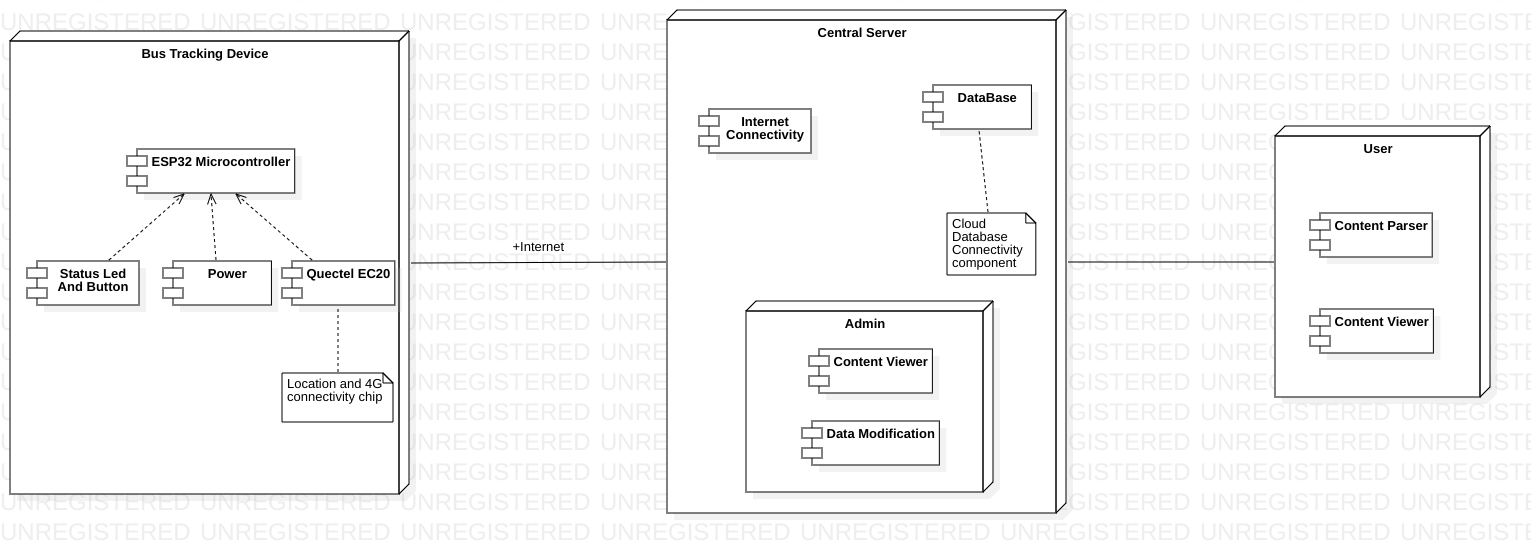 Bus Tracking Device
ESP32 Microcontroller
Status Led
And Button
Power
Quectel EC20
Location and 4G
connectivity chip
+Internet
Central Server
Internet
Connectivity
DataBase
Cloud
Database
Connectivity
component
Admin
Content Viewer
Data Modification
User
Content Parser
Content Viewer
UNREGISTERED